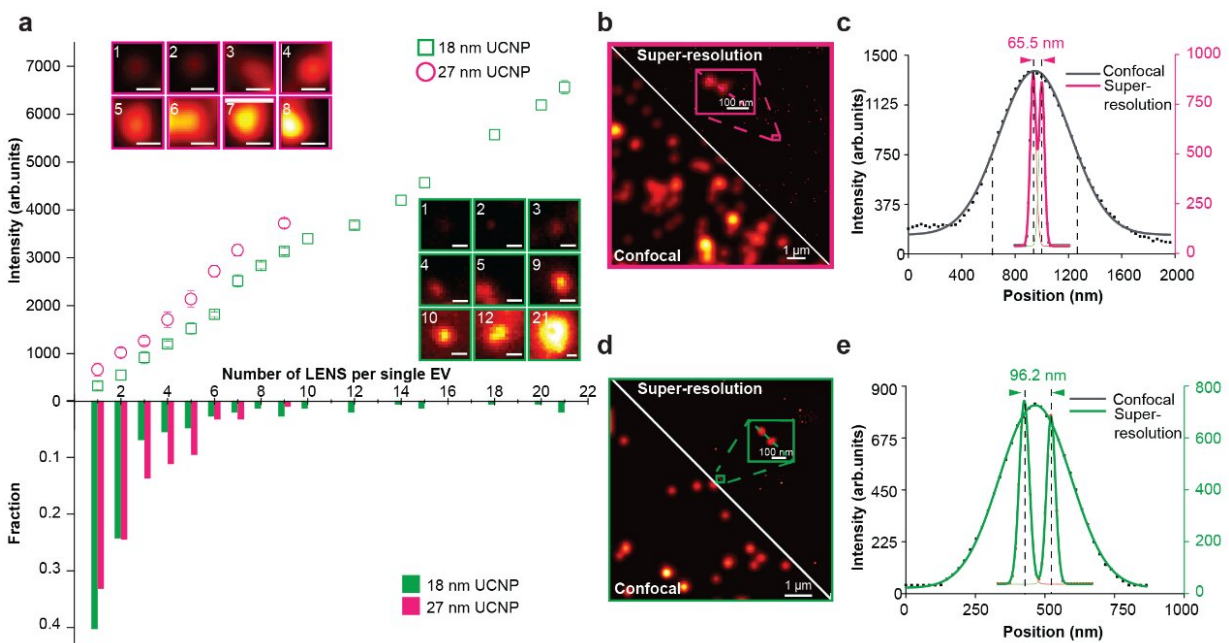 a
7000
6000
5000
4000
3000
2000
1000
0
Intensity (arb.units)
1
2
3
4
5
6
7
8
18 nm UCNP
27 nm UCNP
1
2
3
4
5
9
10
12
21
Number of LENS per single EV
2
4
6
8
10
12
14
16
18
20
22
0
0.1
0.2
0.3
0.4
Fraction
18 nm UCNP
27 nm UCNP
b
Super-resolution
100 nm
Confocal
1 µm
c
65.5 nm
1500
1125
750
375
0
Intensity (arb.units)
Confocal
Super-
resolution
1000
750
500
250
0
Intensity (arb.units)
0
400
800
1200
1600
2000
Position (nm)
d
Super-resolution
100 nm
Confocal
1 µm
e
96.2 nm
900
675
450
225
0
Intensity (arb.units)
Confocal
Super-
resolution
800
600
400
200
0
Intensity (arb.units)
0
250
500
750
1000
Position (nm)